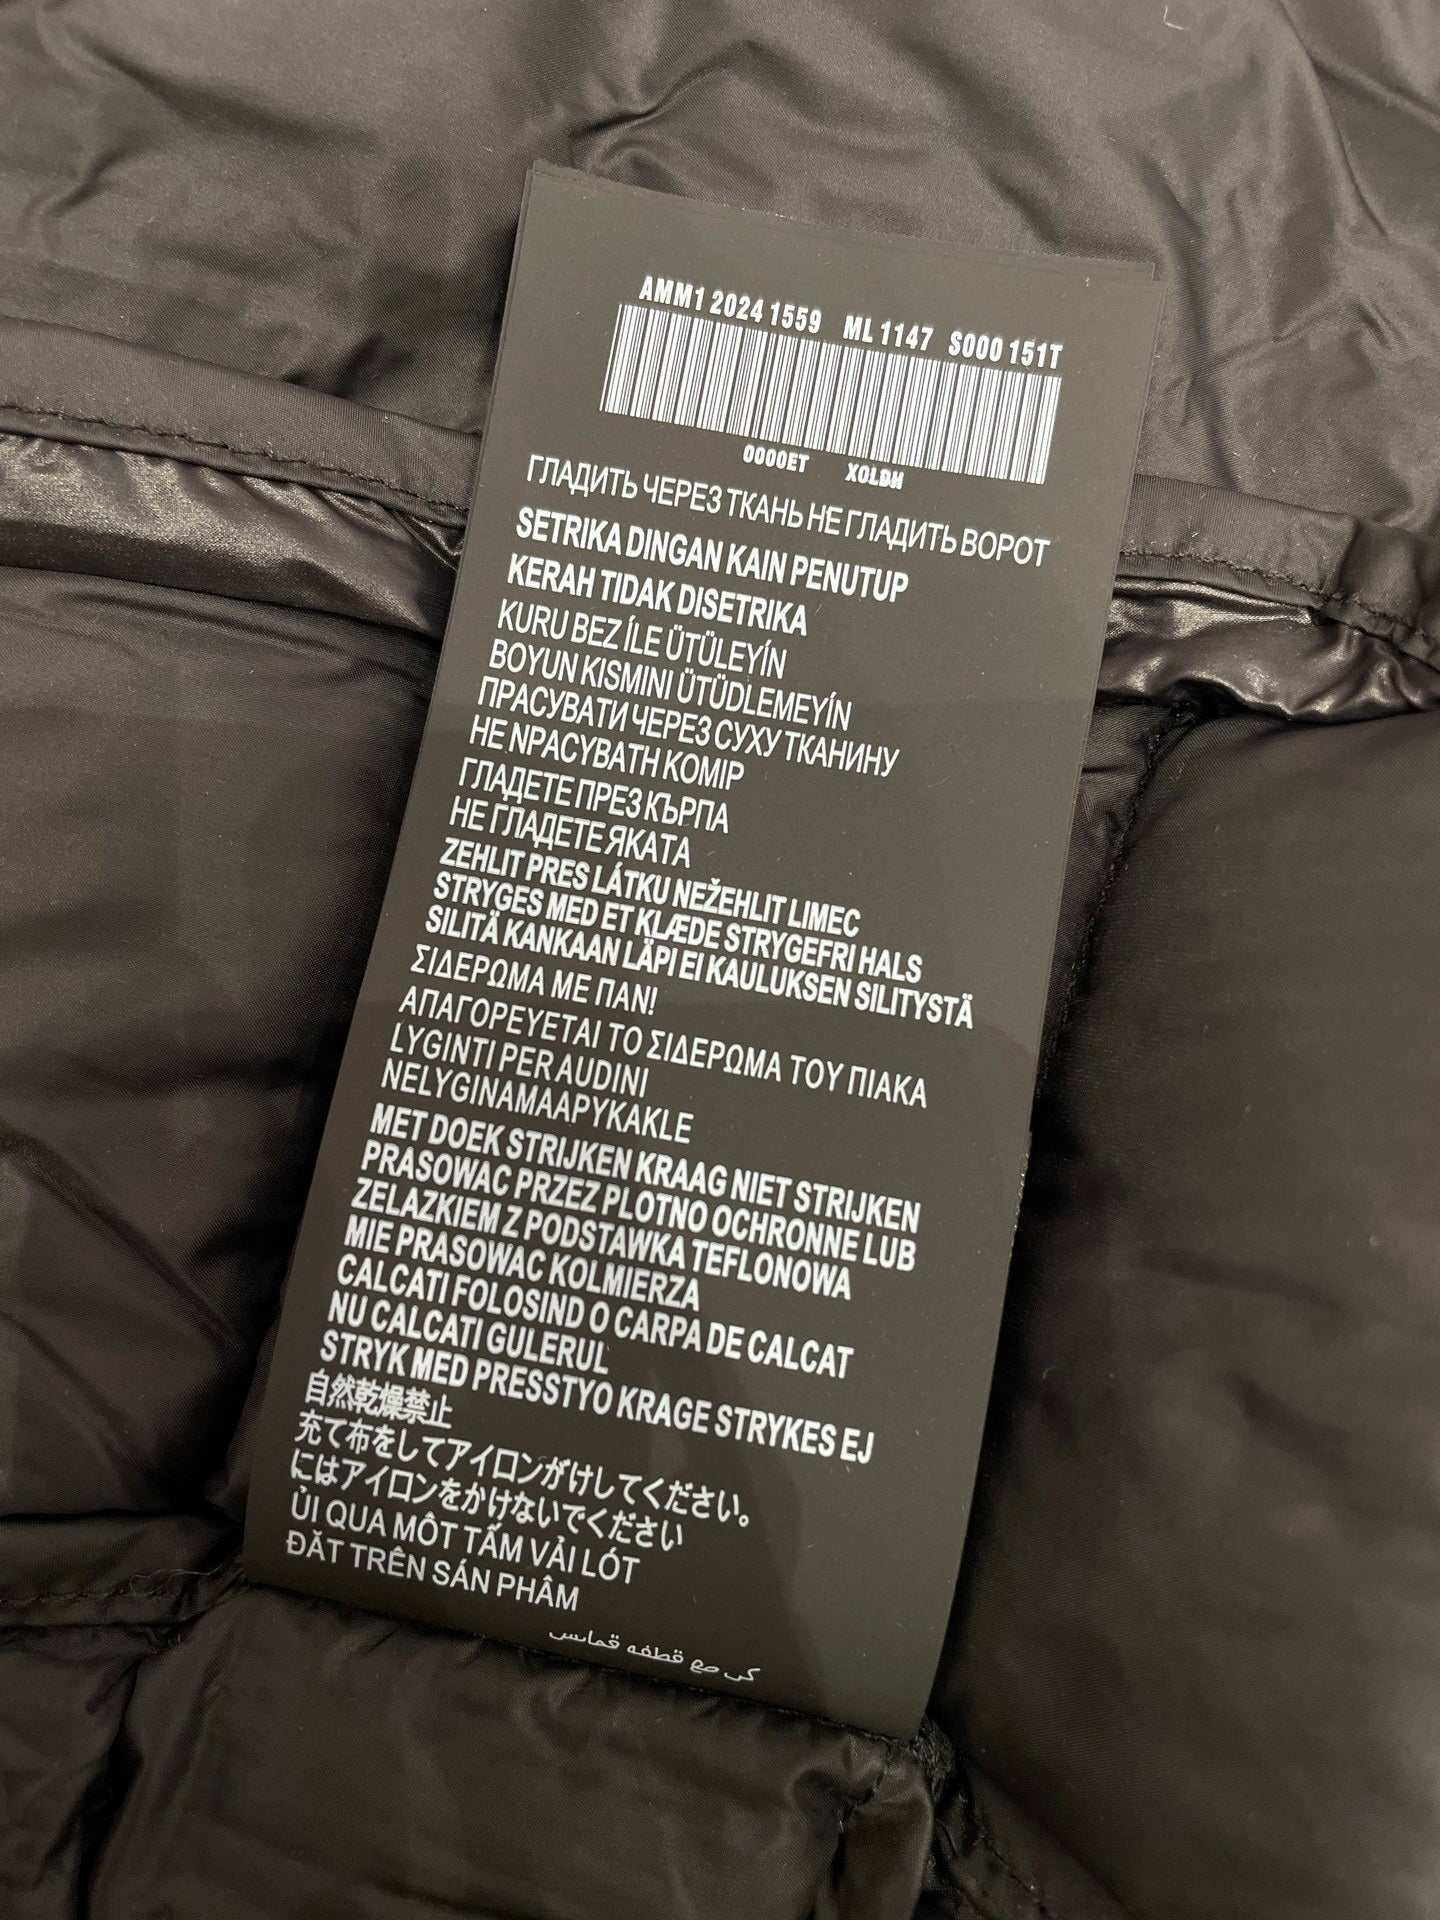 AMM1 2024 1559 ML 1147 S000 151T
0000ET XOLDH
ГЛАДИТЬ ЧЕРЕЗ ТКАНЬ НЕ ГЛАДИТЬ ВОРОТ
SETRIKA DINGAN KAIN PENUTUP
KERAH TIDAK DISETRIKA
KURU BEZ ÍLE ÜTÜLEYÍN
BOYUN KISMINI ÜTÜDLEMEYÍN
ПРАСУВАТИ ЧЕРЕЗ СУХУ ТКАНИНУ
НЕ NPACYBATH КОМІР
ГЛАДЕТЕ ПРЕЗ КЪРПА
НЕ ГЛАДЕТЕ ЯКАТА
ZEHLIT PRES LÁTKU NEŽEHLIT LIMEC
STRYGES MED ET KLÆDE STRYGEFRI HALS
SILITÄ KANKAAN LÄPI EI KAULUKSEN SILITYSTÄ
ΣΙΔΕΡΩΜΑ ΜΕ ΠΑΝ!
ΑΠΑΓΟΡΕΥΕΤΑΙ ΤΟ ΣΙΔΕΡΩΜΑ ΤΟΥ ΠΙΑΚΑ
LYGINTI PER AUDINI
NELYGINAMAAPYKAKLE
MET DOEK STRIJKEN KRAAG NIET STRIJKEN
PRASOWAC PRZEZ PLOTNO OCHRONNE LUB
ZELAZKIEM Z PODSTAWKA TEFLONOWA
MIE PRASOWAC KOLMIERZA
CALCATI FOLOSIND O CARPA DE CALCAT
NU CALCATI GULERUL
STRYK MED PRESSTYO KRAGE STRYKES EJ
自然乾燥禁止
充て布をしてアイロンがけしてください。
にはアイロンをかけないでください
ỦI QUA MÔT TẤM VẢI LÓT
ĐĂT TRÊN SÁN PHÂM